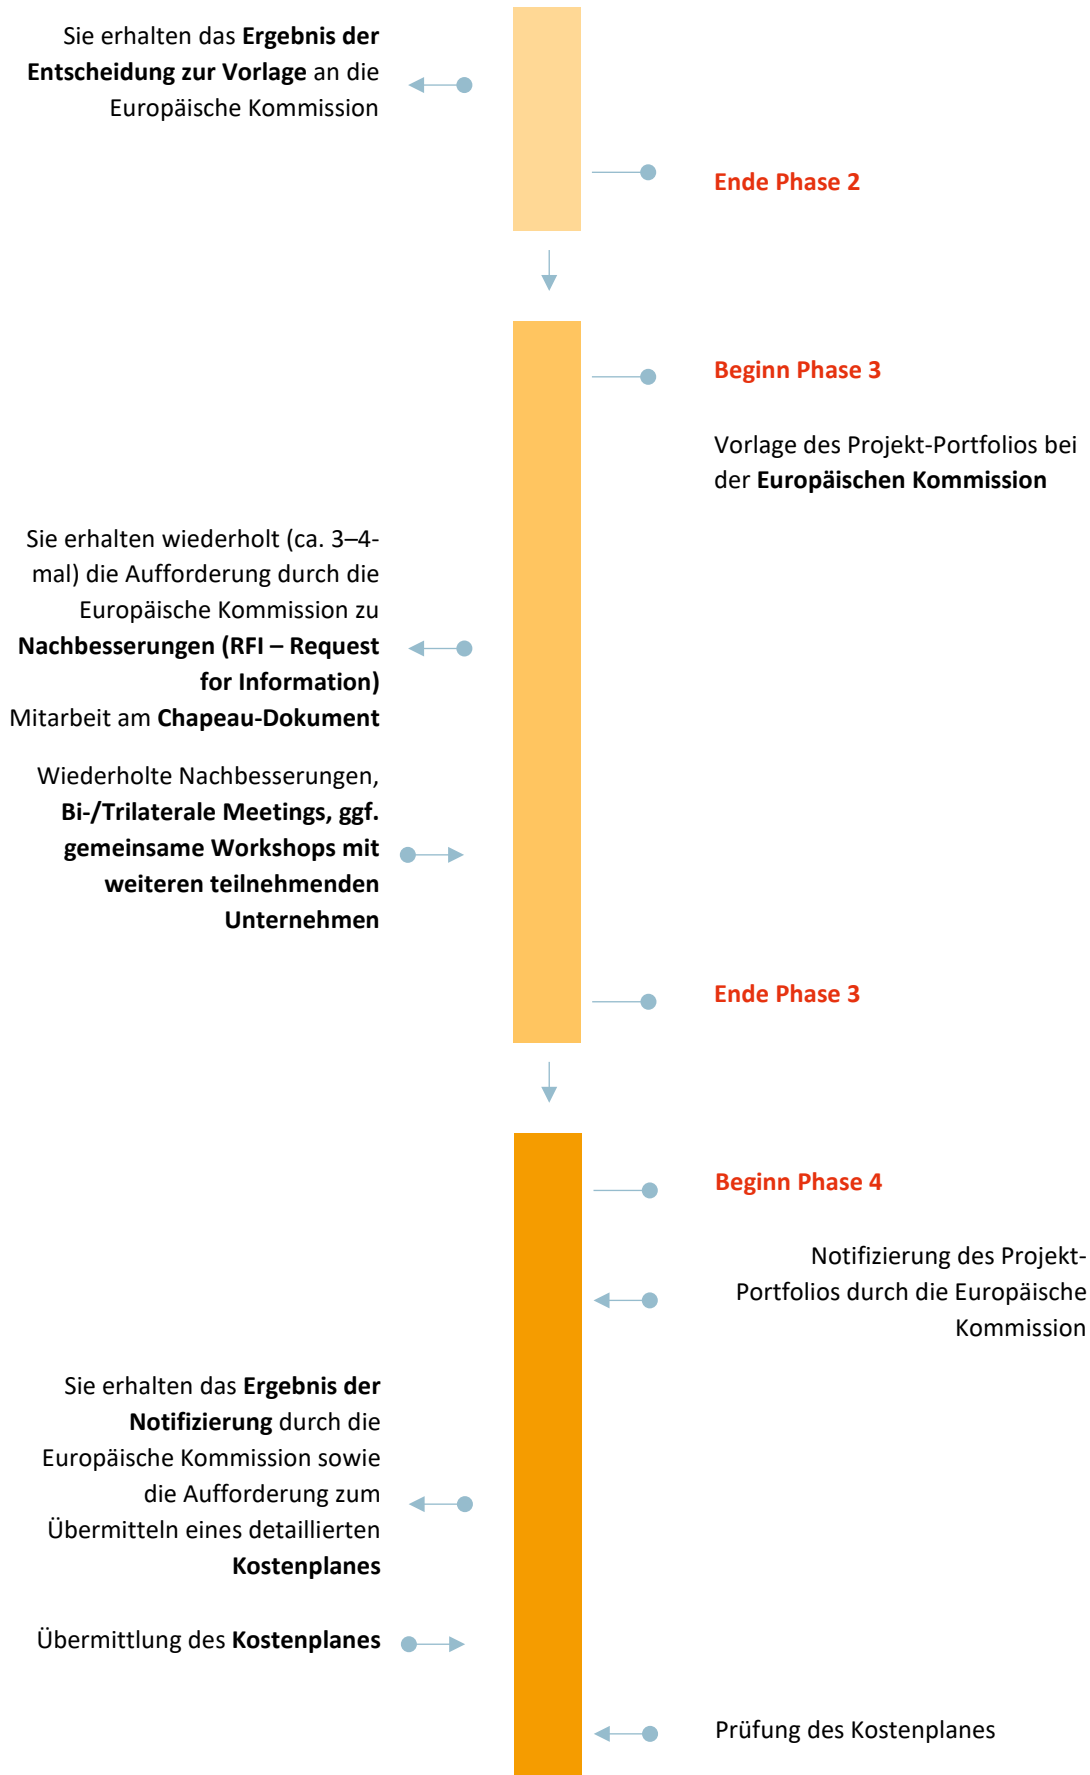 Sie erhalten das Ergebnis der
Entscheidung zur Vorlage an die
Europäische Kommission
Ende Phase 2
Beginn Phase 3
Vorlage des Projekt-Portfolios bei
der Europäischen Kommission
Sie erhalten wiederholt (ca. 3–4-
mal) die Aufforderung durch die
Europäische Kommission zu
Nachbesserungen (RFI – Request
for Information)
Mitarbeit am Chapeau-Dokument
Wiederholte Nachbesserungen,
Bi-/Trilaterale Meetings, ggf.
gemeinsame Workshops mit
weiteren teilnehmenden
Unternehmen
Ende Phase 3
Beginn Phase 4
Notifizierung des Projekt-
Portfolios durch die Europäische
Kommission
Sie erhalten das Ergebnis der
Notifizierung durch die
Europäische Kommission sowie
die Aufforderung zum
Übermitteln eines detaillierten
Kostenplanes
Übermittlung des Kostenplanes
Prüfung des Kostenplanes